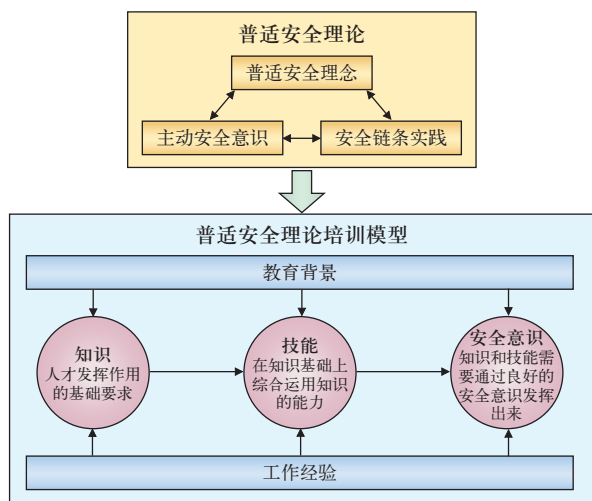 普适安全理论
普适安全理念
主动安全意识
安全链条实践
普适安全理论培训模型
教育背景
知识
人才发挥作用
的基础要求
技能
在知识基础上
综合运用知识
的能力
安全意识
知识和技能需
要通过良好的
安全意识发挥
出来
工作经验